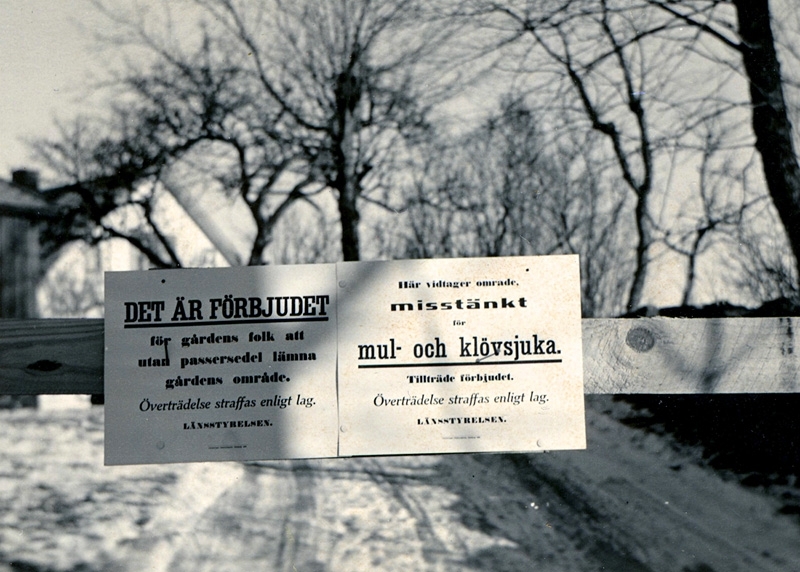 DET ÄR FÖRBJUDET
för gårdens folk att
utan passersedel lämna
gårdens område.
Överträdelse straffas enligt lag.
LÄNSSTYRELSEN.
Här vidtager område,
misstänkt
för
mul- och klövsjuka.
Tillträde förbjudet.
Överträdelse straffas enligt lag.
LÄNSSTYRELSEN.